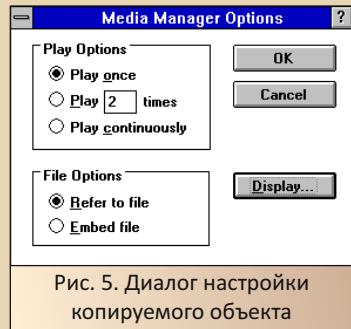 Media Manager Options ?
Play Options
Play once
Play 2 times
Play continuously
OK
Cancel
File Options
Refer to file
Embed file
Display...
Рис. 5. Диалог настройки
копируемого объекта